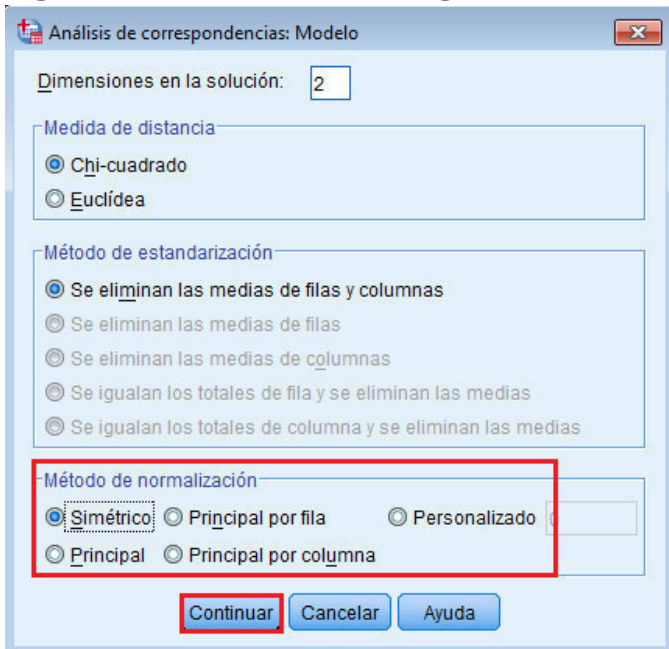 Análisis de correspondencias: Modelo
Dimensiones en la solución: 2
Medida de distancia
Chi-cuadrado
Euclídea
Método de estandarización
Se eliminan las medias de filas y columnas
Se eliminan las medias de filas
Se eliminan las medias de columnas
Se igualan los totales de fila y se eliminan las medias
Se igualan los totales de columna y se eliminan las medias
Método de normalización
Simétrico Principal por fila Personalizado
Principal Principal por columna
Continuar Cancelar Ayuda